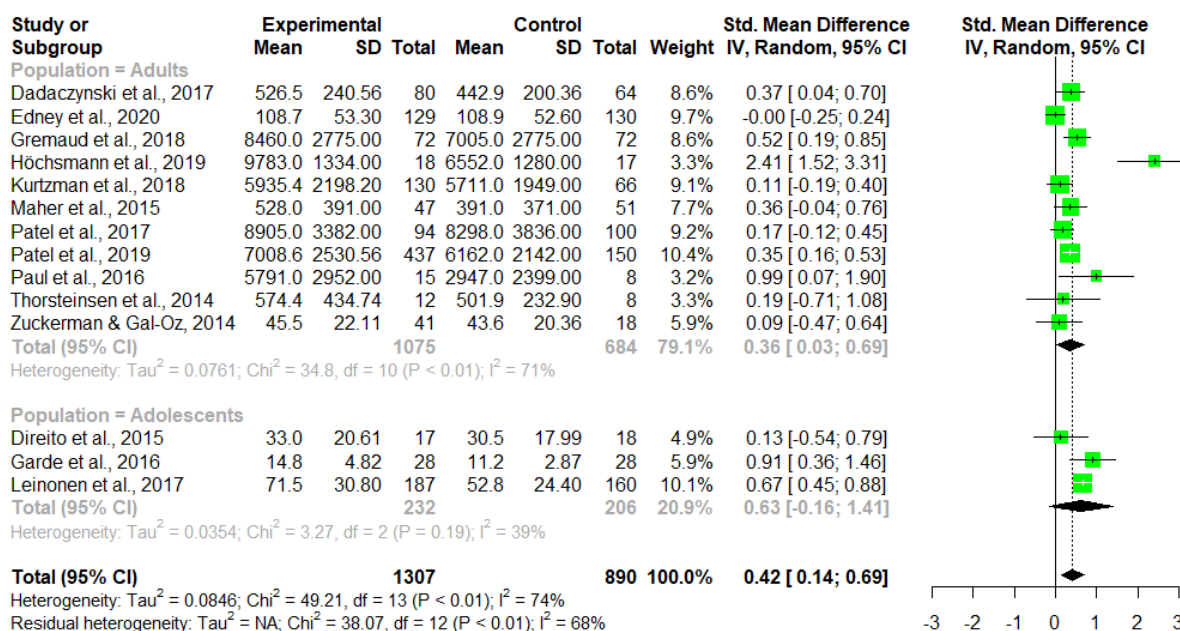 Study or Experimental Control Std. Mean Difference Std. Mean Difference
Subgroup Mean SD Total Mean SD Total Weight IV, Random, 95% CI IV, Random, 95% CI
Population = Adults
Dadaczynski et al., 2017 526.5 240.56 80 442.9 200.36 64 8.6% 0.37 [ 0.04; 0.70]
Edney et al., 2020 108.7 53.30 129 108.9 52.60 130 9.7% -0.00 [-0.25; 0.24]
Gremaud et al., 2018 8460.0 2775.00 72 7005.0 2775.00 72 8.6% 0.52 [ 0.19; 0.85]
Höchsmann et al., 2019 9783.0 1334.00 18 6552.0 1280.00 17 3.3% 2.41 [ 1.52; 3.31]
Kurtzman et al., 2018 5935.4 2198.20 130 5711.0 1949.00 66 9.1% 0.11 [-0.19; 0.40]
Maher et al., 2015 528.0 391.00 47 391.0 371.00 51 7.7% 0.36 [-0.04; 0.76]
Patel et al., 2017 8905.0 3382.00 94 8298.0 3836.00 100 9.2% 0.17 [-0.12; 0.45]
Patel et al., 2019 7008.6 2530.56 437 6162.0 2142.00 150 10.4% 0.35 [ 0.16; 0.53]
Paul et al., 2016 5791.0 2952.00 15 2947.0 2399.00 8 3.2% 0.99 [ 0.07; 1.90]
Thorsteinsen et al., 2014 574.4 434.74 12 501.9 232.90 8 3.3% 0.19 [-0.71; 1.08]
Zuckerman & Gal-Oz, 2014 45.5 22.11 41 43.6 20.36 18 5.9% 0.09 [-0.47; 0.64]
Total (95% CI) 1075 684 79.1% 0.36 [ 0.03; 0.69]
Heterogeneity: Tau² = 0.0761; Chi² = 34.8, df = 10 (P < 0.01); I² = 71%
Population = Adolescents
Direito et al., 2015 33.0 20.61 17 30.5 17.99 18 4.9% 0.13 [-0.54; 0.79]
Garde et al., 2016 14.8 4.82 28 11.2 2.87 28 5.9% 0.91 [ 0.36; 1.46]
Leinonen et al., 2017 71.5 30.80 187 52.8 24.40 160 10.1% 0.67 [ 0.45; 0.88]
Total (95% CI) 232 206 20.9% 0.63 [-0.16; 1.41]
Heterogeneity: Tau² = 0.0354; Chi² = 3.27, df = 2 (P = 0.19); I² = 39%
Total (95% CI) 1307 890 100.0% 0.42 [ 0.14; 0.69]
Heterogeneity: Tau² = 0.0846; Chi² = 49.21, df = 13 (P < 0.01); I² = 74%
Residual heterogeneity: Tau² = NA; Chi² = 38.07, df = 12 (P < 0.01); I² = 68%
-3 -2 -1 0 1 2 3